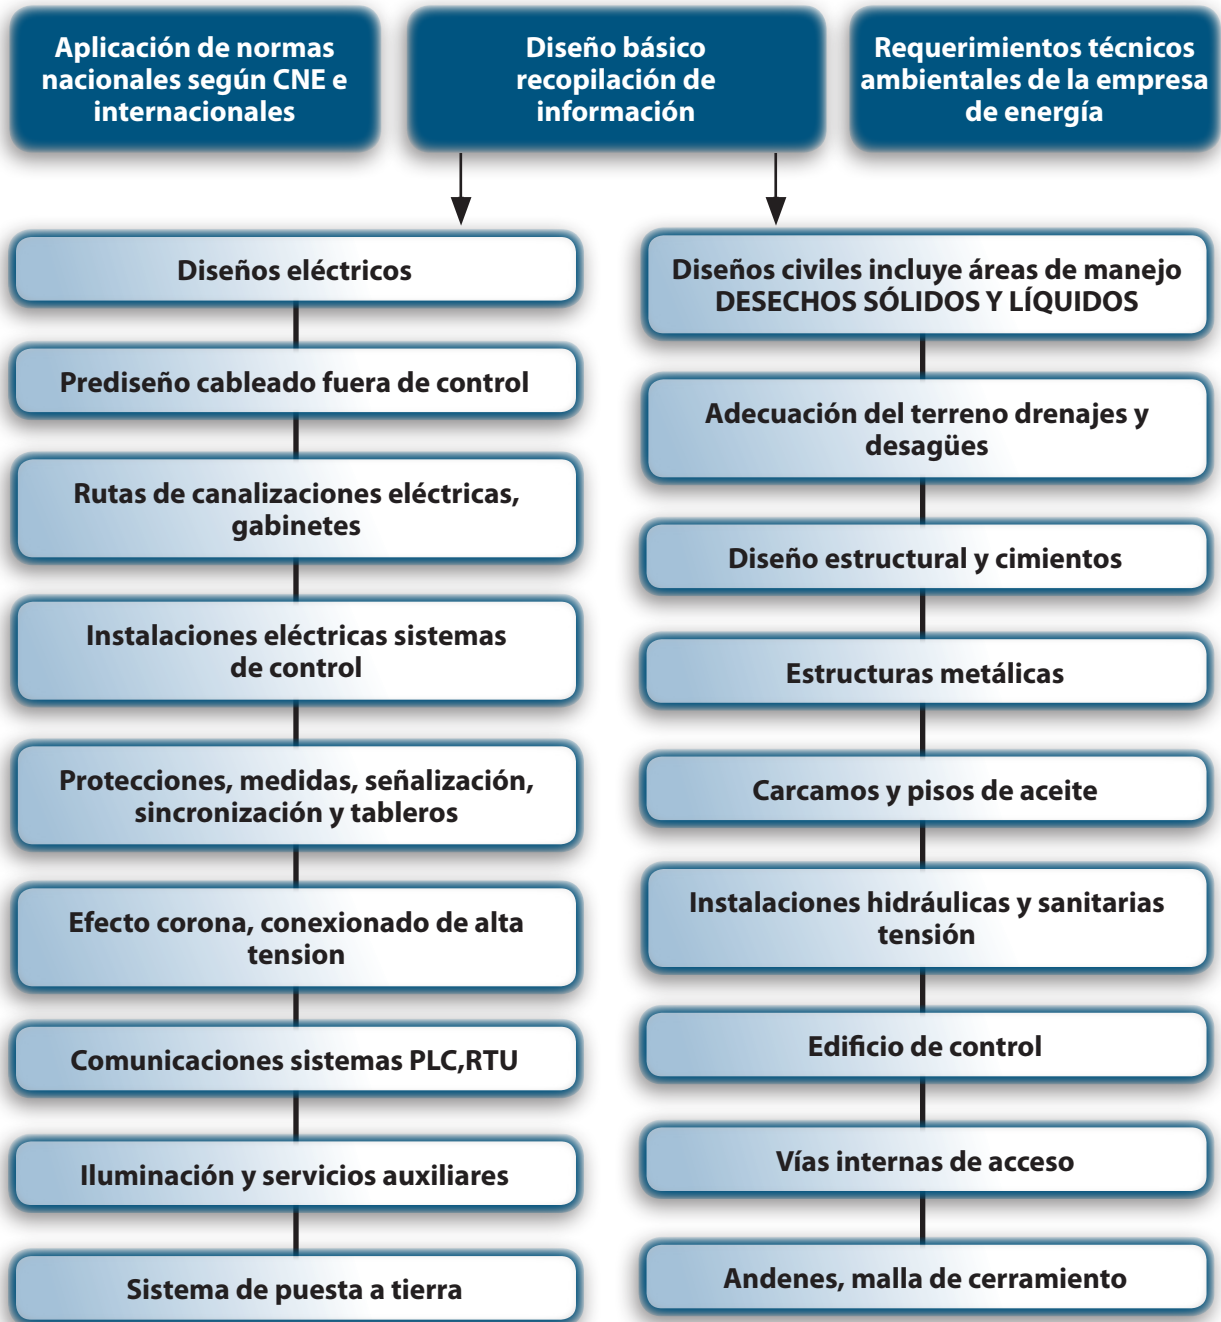 Aplicación de normas
nacionales según CNE e
internacionales
Diseño básico
recopilación de
información
Requerimientos técnicos
ambientales de la empresa
de energía
Diseños eléctricos
Prediseño cableado fuera de control
Rutas de canalizaciones eléctricas,
gabinetes
Instalaciones eléctricas sistemas
de control
Protecciones, medidas, señalización,
sincronización y tableros
Efecto corona, conexionado de alta
tension
Comunicaciones sistemas PLC,RTU
Iluminación y servicios auxiliares
Sistema de puesta a tierra
Diseños civiles incluye áreas de manejo
DESECHOS SÓLIDOS Y LÍQUIDOS
Adecuación del terreno drenajes y
desagües
Diseño estructural y cimientos
Estructuras metálicas
Carcamos y pisos de aceite
Instalaciones hidráulicas y sanitarias
tensión
Edificio de control
Vías internas de acceso
Andenes, malla de cerramiento